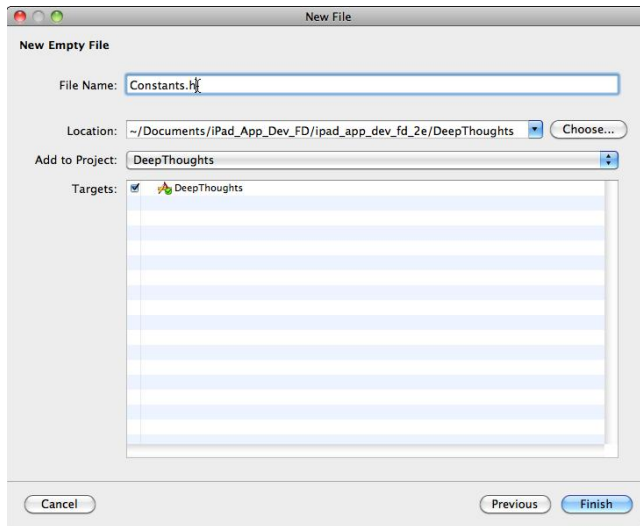 New File
New Empty File
File Name: Constants.h
Location: ~/Documents/iPad_App_Dev_FD/ipad_app_dev_fd_2e/DeepThoughts Choose...
Add to Project: DeepThoughts
Targets: DeepThoughts
Cancel Previous Finish